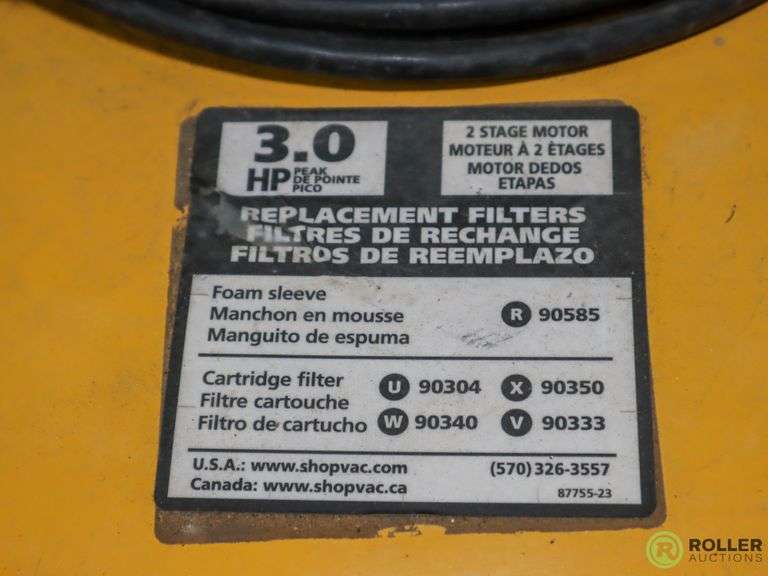 3.0
HP PEAK
DE POINTE
PICO
2 STAGE MOTOR
MOTEUR À 2 ÈTAGES
MOTOR DEDOS
ETAPAS
REPLACEMENT FILTERS
FILTRES DE RECHANGE
FILTROS DE REEMPLAZO
Foam sleeve
Manchon en mousse R 90585
Manguito de espuma
Cartridge filter U 90304 X 90350
Filtre cartouche
Filtro de cartucho W 90340 V 90333
U.S.A.: www.shopvac.com (570) 326-3557
Canada: www.shopvac.ca 87755-23
R ROLLER
AUCTIONS